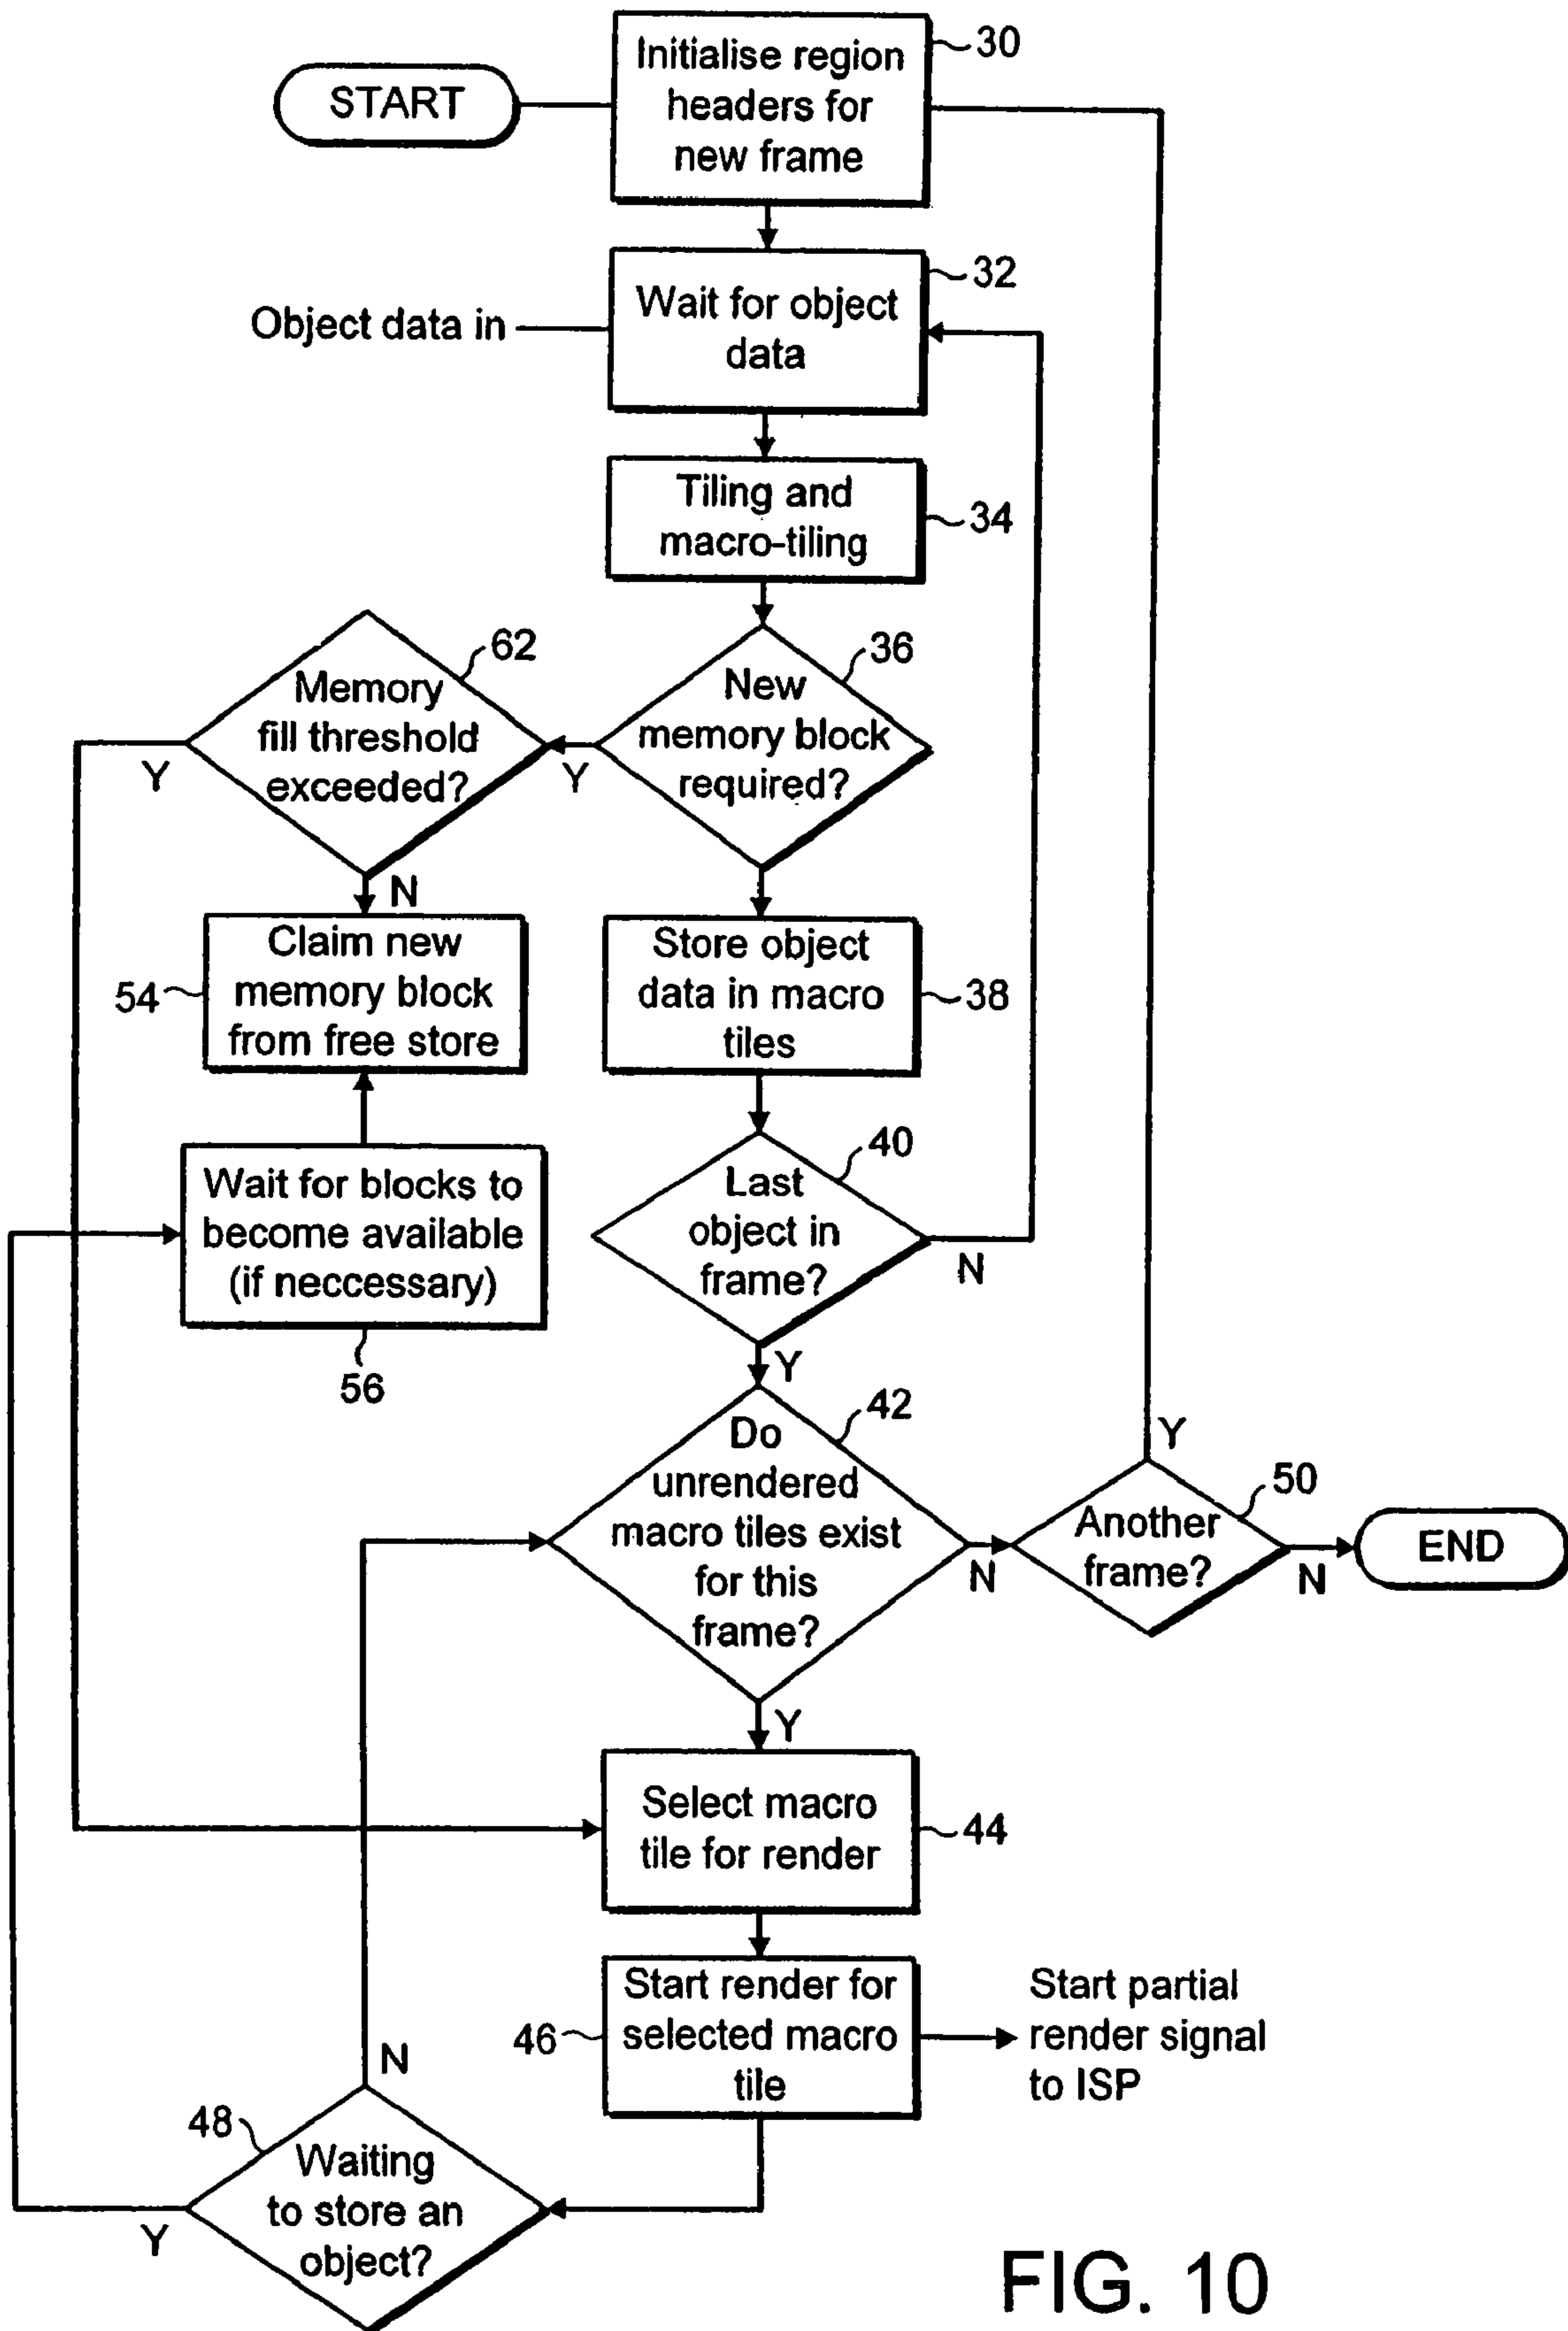 30
Initialise region
headers for
new frame
START
32
Wait for object
data
Object data in
Tiling and
macro-tiling
34
62
Memory
fill threshold
exceeded?
Y
N
36
New
memory block
required?
Y
Claim new
memory block
from free store
54
Store object
data in macro
tiles
38
Wait for blocks to
become available
(if neccessary)
56
40
Last
object in
frame?
N
Y
42
Do
unrendered
macro tiles exist
for this
frame?
N
Y
Y
50
Another
frame?
N
END
Select macro
tile for render
44
Start render for
selected macro
tile
46
Start partial
render signal
to ISP
N
48
Waiting
to store an
object?
Y
FIG. 10